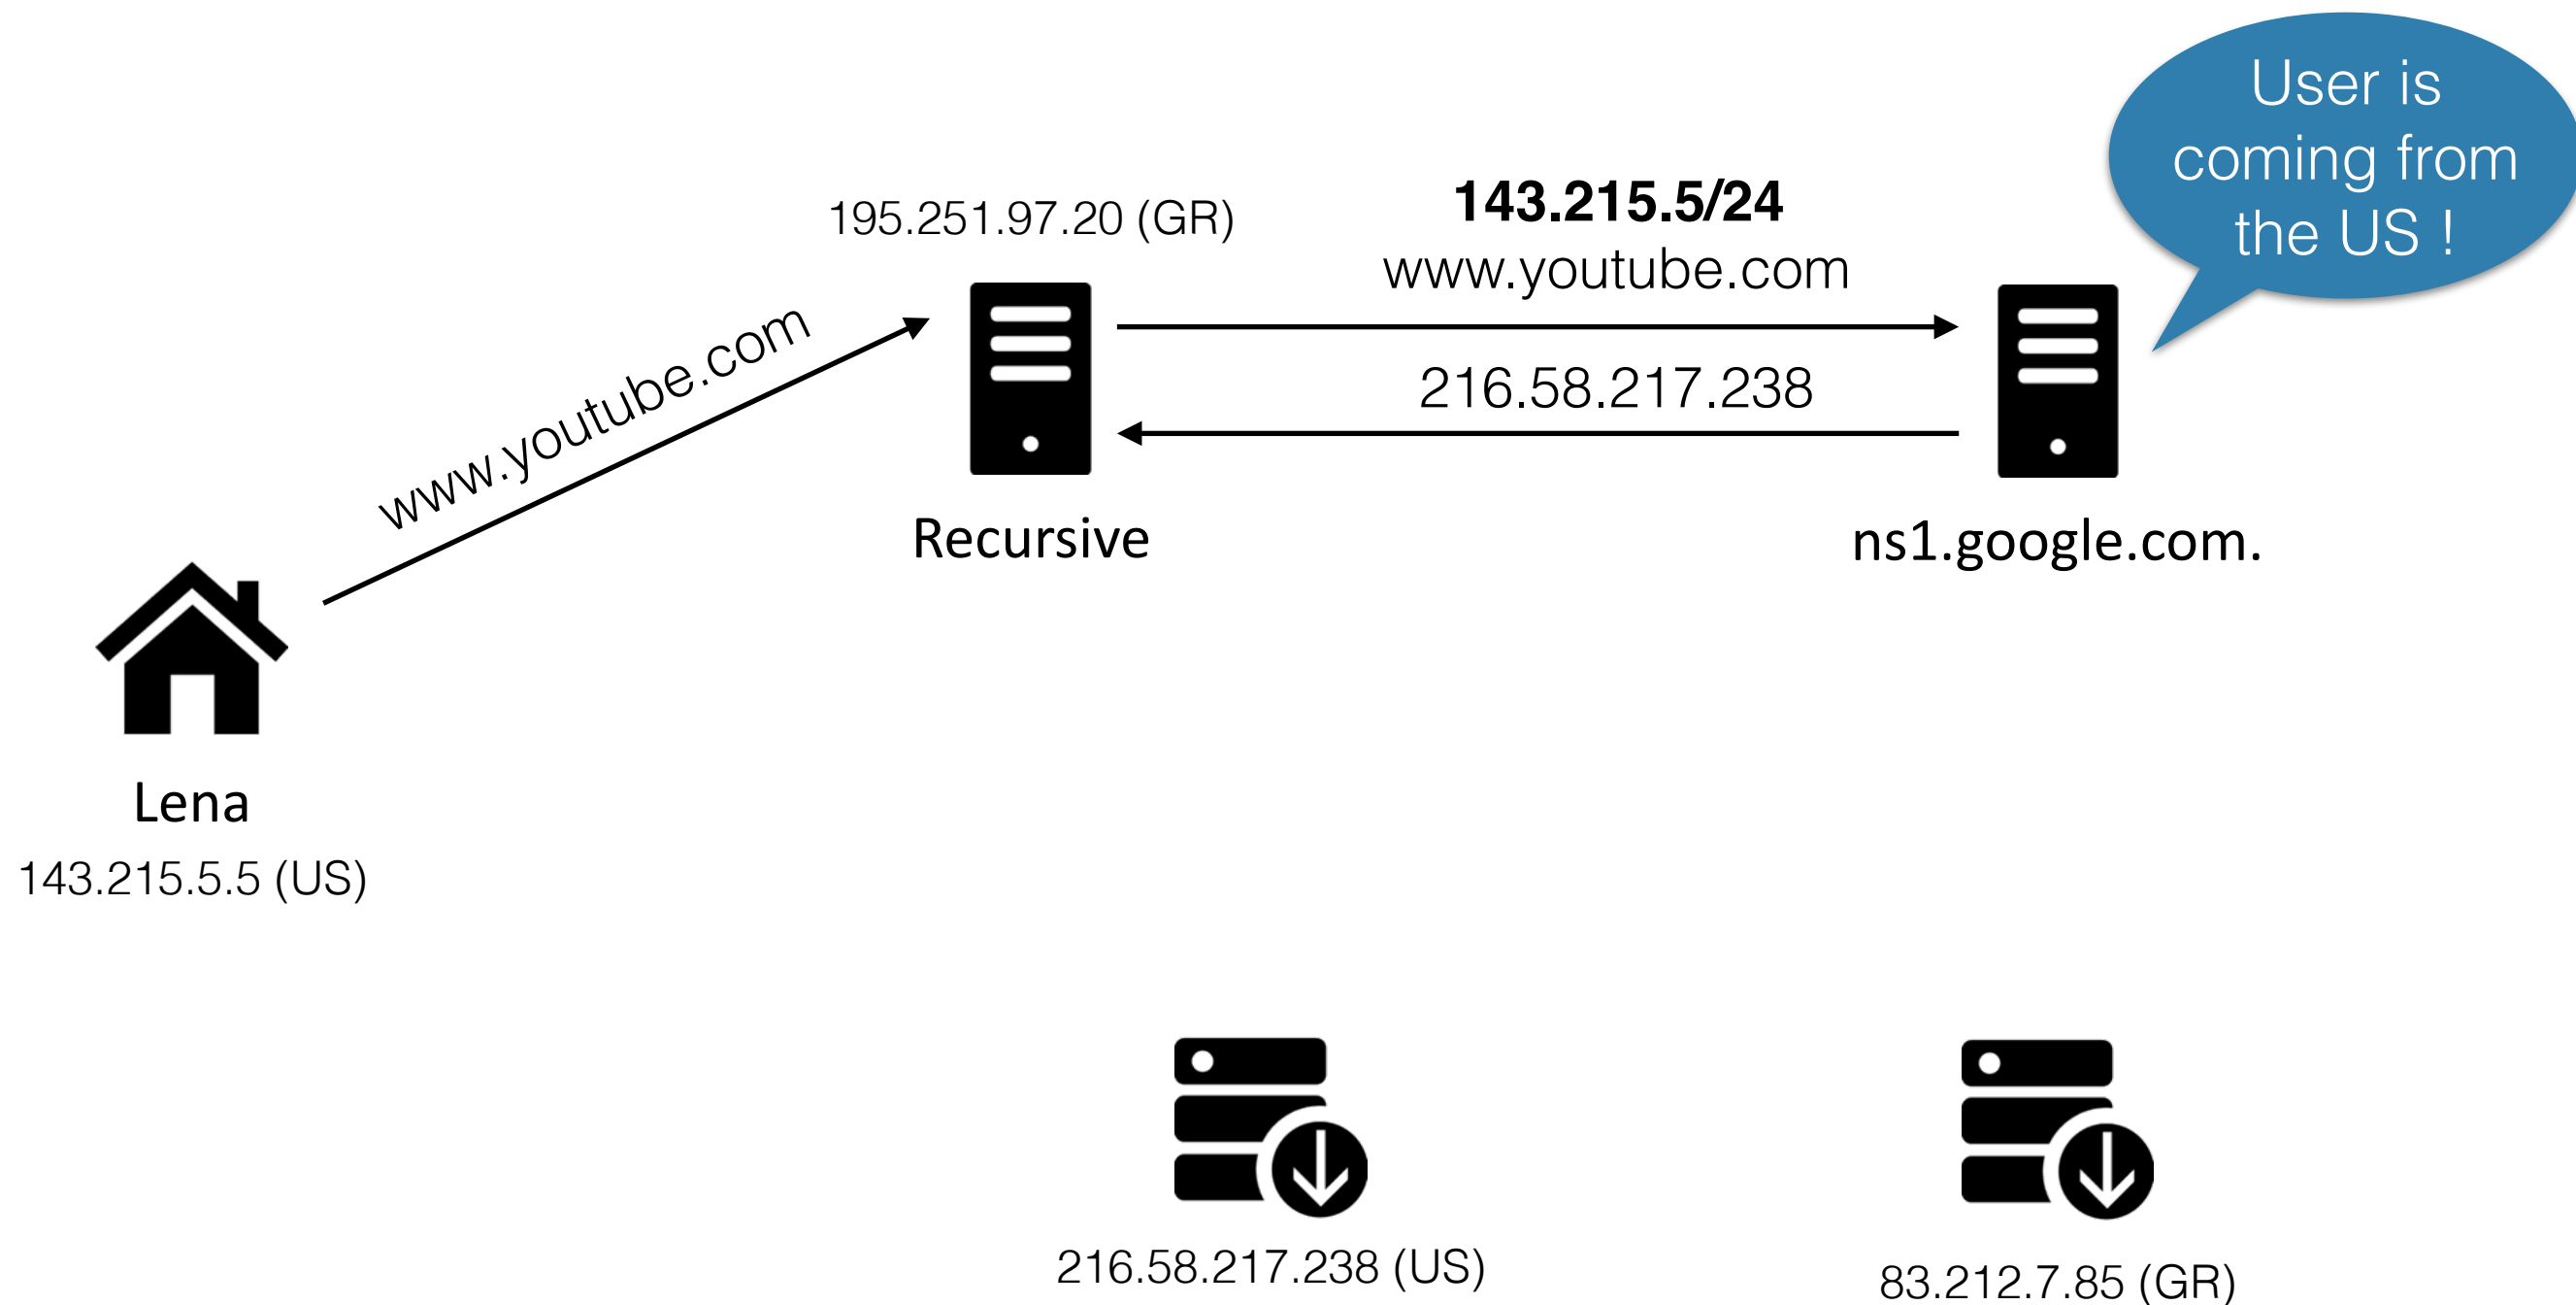 User is
coming from
the US !
195.251.97.20 (GR)
143.215.5/24
www.youtube.com
www.youtube.com
216.58.217.238
Recursive
ns1.google.com.
Lena
143.215.5.5 (US)
216.58.217.238 (US)
83.212.7.85 (GR)